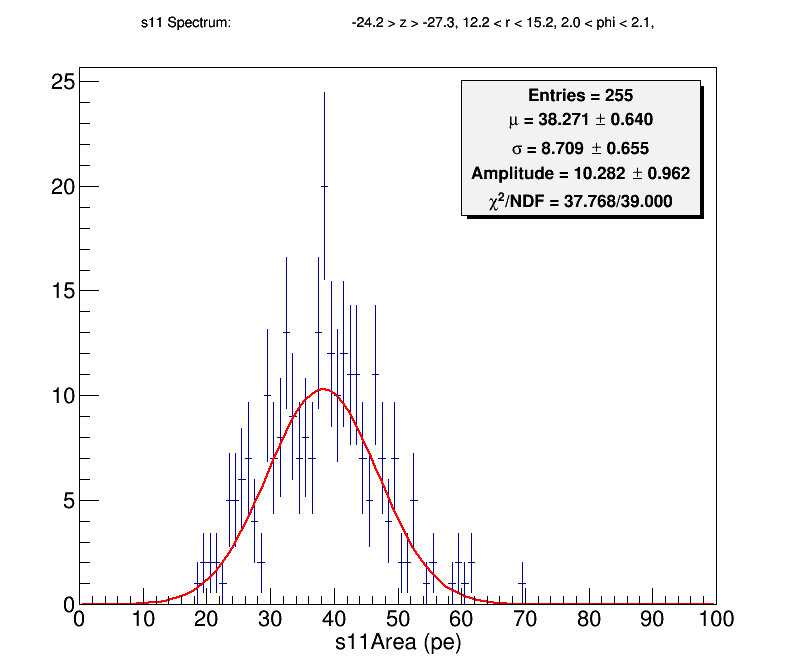 s11 Spectrum: -24.2 > z > -27.3, 12.2 < r < 15.2, 2.0 < phi < 2.1,
Entries = 255
μ = 38.271 ± 0.640
σ = 8.709 ± 0.655
Amplitude = 10.282 ± 0.962
χ²/NDF = 37.768/39.000
25
20
15
10
5
0
0 10 20 30 40 50 60 70 80 90 100
s11Area (pe)